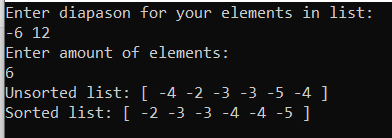 Enter diapason for your elements in list:
-6 12
Enter amount of elements:
6
Unsorted list: [ -4 -2 -3 -3 -5 -4 ]
Sorted list: [ -2 -3 -3 -4 -4 -5 ]